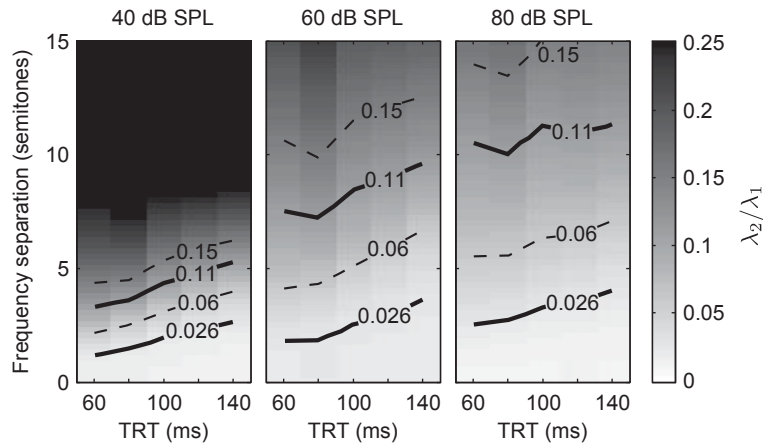 40 dB SPL
60 dB SPL
80 dB SPL
Frequency separation (semitones)
15
10
5
0
0.15
0.11
0.06
0.026
0.15
0.11
0.06
0.026
0.15
0.11
0.06
0.026
60 100 140
60 100 140
60 100 140
TRT (ms)
TRT (ms)
TRT (ms)
0.25
0.2
0.15
0.1
0.05
0
λ2/λ1